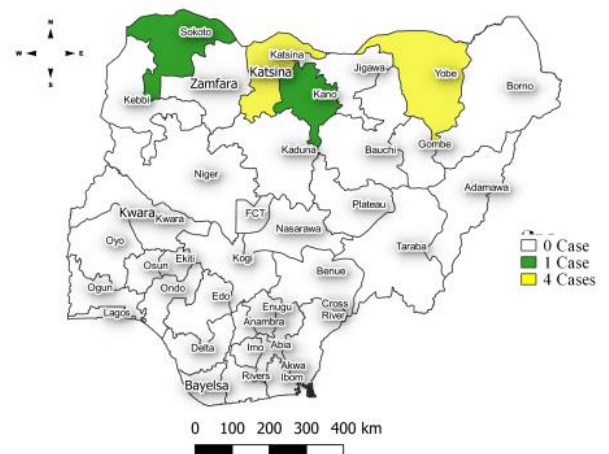 N
W E
S
Sokoto
Katsina
Katsina
Jigawa
Yobe
Zamfara
Borno
Kebbi
Kano
Kaduna
Bauchi
Gombe
Niger
Adamawa
Kwara
Kwara
FCT
Plateau
Nasarawa
Oyo
Taraba
Osun
Ekiti
Kogi
Benue
Ogun
Ondo
Edo
Lagos
Enugu
Cross
River
Anambra
Delta
Imo
Abia
Akwa
Ibom
Bayelsa
Rivers
0 Case
1 Case
4 Cases
0 100 200 300 400 km